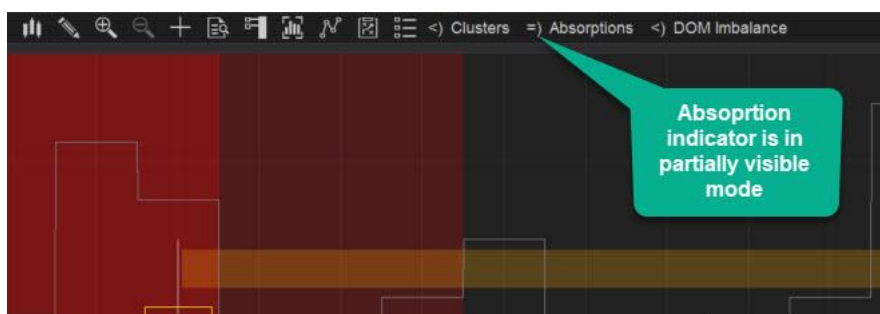 <) Clusters =) Absorptions <) DOM Imbalance
Absoprtion
indicator is in
partially visible
mode